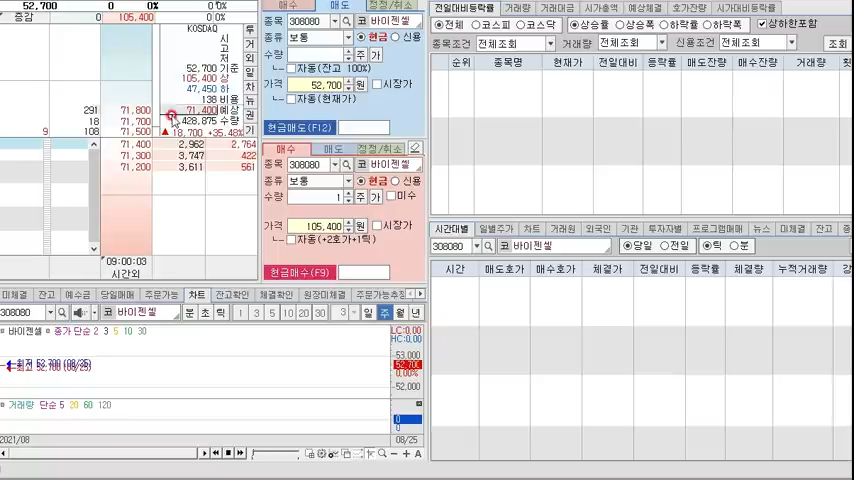 52,700 0 0% 0 0%
증감 0 105,400 0 0%
KOSDAQ
시
고
저
52,700 기준
105,400 상
47,450 하
138 비용
71,400 예상
428,875 수량
18,700 +35.48%
루
거
외
일
차
뉴
권
기
291 71,800
18 71,700
9 108 71,500
71,400 2,962 2,764
71,300 3,747 422
71,200 3,611 561
09:00:03
시간외
매수 매도 정정/취소
종목 308080 코 바이젠셀
종류 보통 현금 신용
수량 주 가
자동(잔고 100%)
가격 52,700 원 시장가
자동(현재가)
현금매도(F12)
매수 매도 정정/취소
종목 308080 코 바이젠셀
종류 보통 현금 신용
수량 1 주 가 미수
가격 105,400 원 시장가
자동(+2호가+1틱)
현금매수(F9)
미체결 잔고 예수금 당일매매 주문가능 차트 잔고확인 체결확인 원장미체결 주문가능추정
308080 코 바이젠셀 분 초 틱 1 3 5 10 20 30 3 일 주 월 년
바이젠셀 종가 단순 2 3 5 10 30
LC:0.00
HC:0.00
53,000
최저 52,700 (08/25)
최고 52,700 (08/25)
52,700
0.00%
52,000
거래량 단순 5 20 60 120
0
0
2021/08 08/25
전일대비등락률 거래량 거래대금 시가총액 예상체결 호가잔량 시간대비등락률
전체 코스피 코스닥 상승률 상승폭 하락률 하락폭 상하한포함
종목조건 전체조회 거래량 전체조회 신용조건 전체조회 조회
순위 종목명 현재가 전일대비 등락률 매도잔량 매수잔량 거래량
시간대별 일별주가 차트 거래원 외국인 기관 투자자별 프로그램매매 뉴스 매도 잔고
308080 코 바이젠셀 당일 전일 틱 분
시간 매도호가 매수호가 체결가 전일대비 등락률 체결량 누적거래량